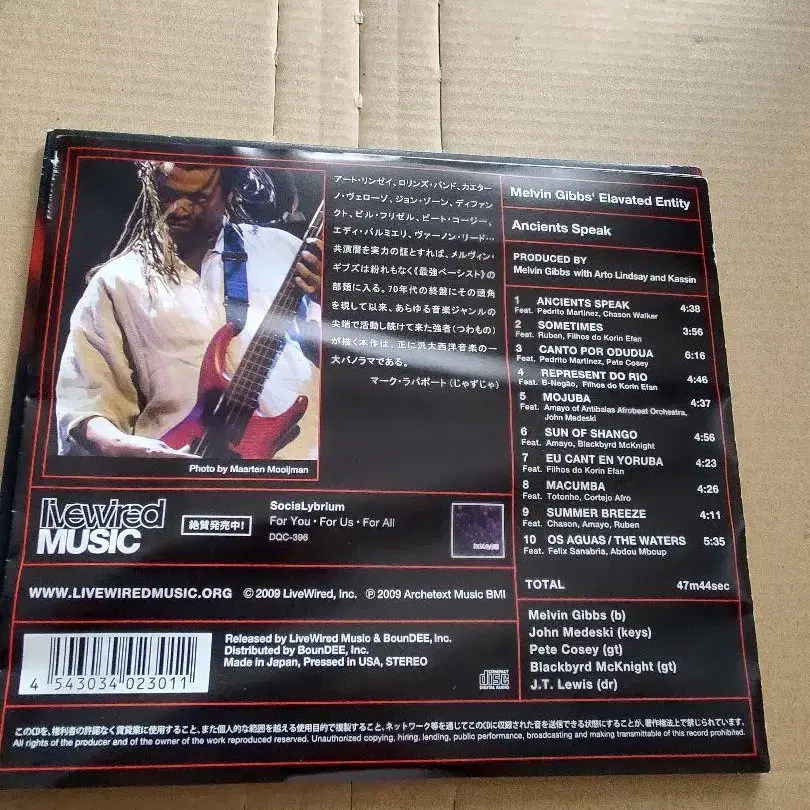 アート・リンゼイ、ロリンズ・バンド、カエターノ
ノ・ヴェローゾ、ジョン・ゾーン、ディファン
クト、ビル・フリゼル、ピート・コージー、
エディ・パルミエリ、ヴァーノン・リード…
共演暦を実力の証とすれば、メルヴィン・
ギブズは紛れもなく《最強ベーシスト》の
部類に入る。70年代の終盤にその頭角
を現して以来、あらゆる音楽ジャンルの
尖端で活動し続けて来た強者(つわもの)
が描く本作は、正に汎大西洋音楽の一
大パノラマである。
マーク・ラパポート(じゃずじゃ)
Photo by Maarten Mooijman
Melvin Gibbs' Elavated Entity
Ancients Speak
PRODUCED BY
Melvin Gibbs with Arto Lindsay and Kassin
1 ANCIENTS SPEAK 4:38
Feat. Pedrito Martinez, Chason Walker
2 SOMETIMES 3:56
Feat. Ruben, Filhos do Korin Efan
3 CANTO POR ODUDUA 6:16
Feat. Pedrito Martinez, Pete Cosey
4 REPRESENT DO RIO 4:46
Feat. B-Negão, Filhos do Korin Efan
5 MOJUBA 4:37
Feat. Amayo of Antibalas Afrobeat Orchestra,
John Medeski
6 SUN OF SHANGO 4:56
Feat. Amayo, Blackbyrd McKnight
7 EU CANT EN YORUBA 4:23
Feat. Filhos do Korin Efan
8 MACUMBA 4:26
Feat. Totonho, Cortejo Afro
9 SUMMER BREEZE 4:11
Feat. Chason, Amayo, Ruben
10 OS AGUAS / THE WATERS 5:35
Feat. Felix Sanabria, Abdou Mboup
TOTAL 47m44sec
Melvin Gibbs (b)
John Medeski (keys)
Pete Cosey (gt)
Blackbyrd McKnight (gt)
J.T. Lewis (dr)
livewired
MUSIC
絶賛発売中!
SociaLybrium
For You・For Us・For All
DQC-396
WWW.LIVEWIREDMUSIC.ORG © 2009 LiveWired, Inc. ℗ 2009 Archetext Music BMI
4 543034 023011
Released by LiveWired Music & BounDEE, Inc.
Distributed by BounDEE, Inc.
Made in Japan, Pressed in USA, STEREO
COMPACT
disc
DIGITAL AUDIO
このCDを、権利者の許諾なく賃貸業に使用すること、また個人的な範囲を越える使用目的で複製すること、ネットワーク等を通じてこのCDに収録された音を送信できる状態にすることが、著作権法上で禁じられています。
All rights of the producer and of the owner of the work reproduced reserved. Unauthorized copying, hiring, lending, public performance, broadcasting and making transmittable of this record prohibited.